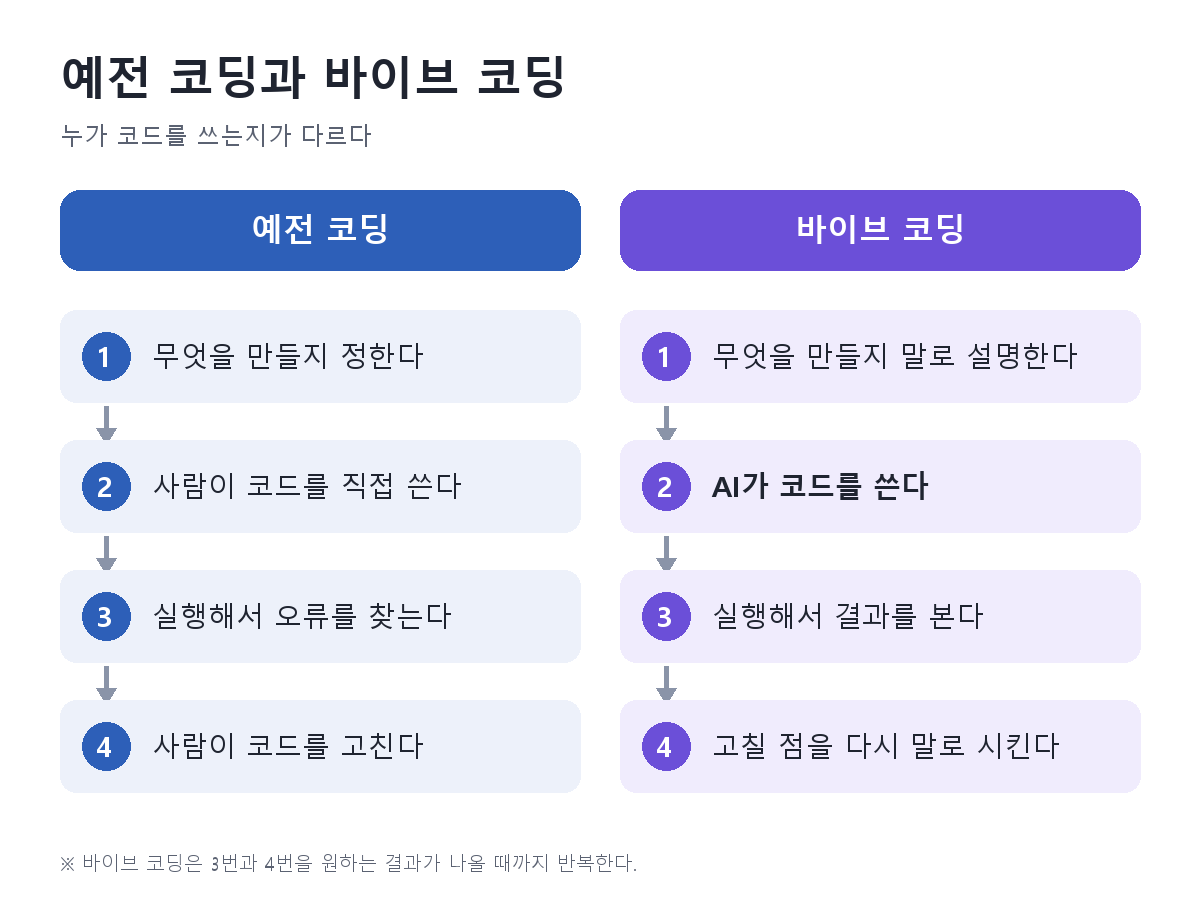 예전 코딩과 바이브 코딩
누가 코드를 쓰는지가 다르다
예전 코딩
1 무엇을 만들지 정한다
2 사람이 코드를 직접 쓴다
3 실행해서 오류를 찾는다
4 사람이 코드를 고친다
바이브 코딩
1 무엇을 만들지 말로 설명한다
2 AI가 코드를 쓴다
3 실행해서 결과를 본다
4 고칠 점을 다시 말로 시킨다
※ 바이브 코딩은 3번과 4번을 원하는 결과가 나올 때까지 반복한다.